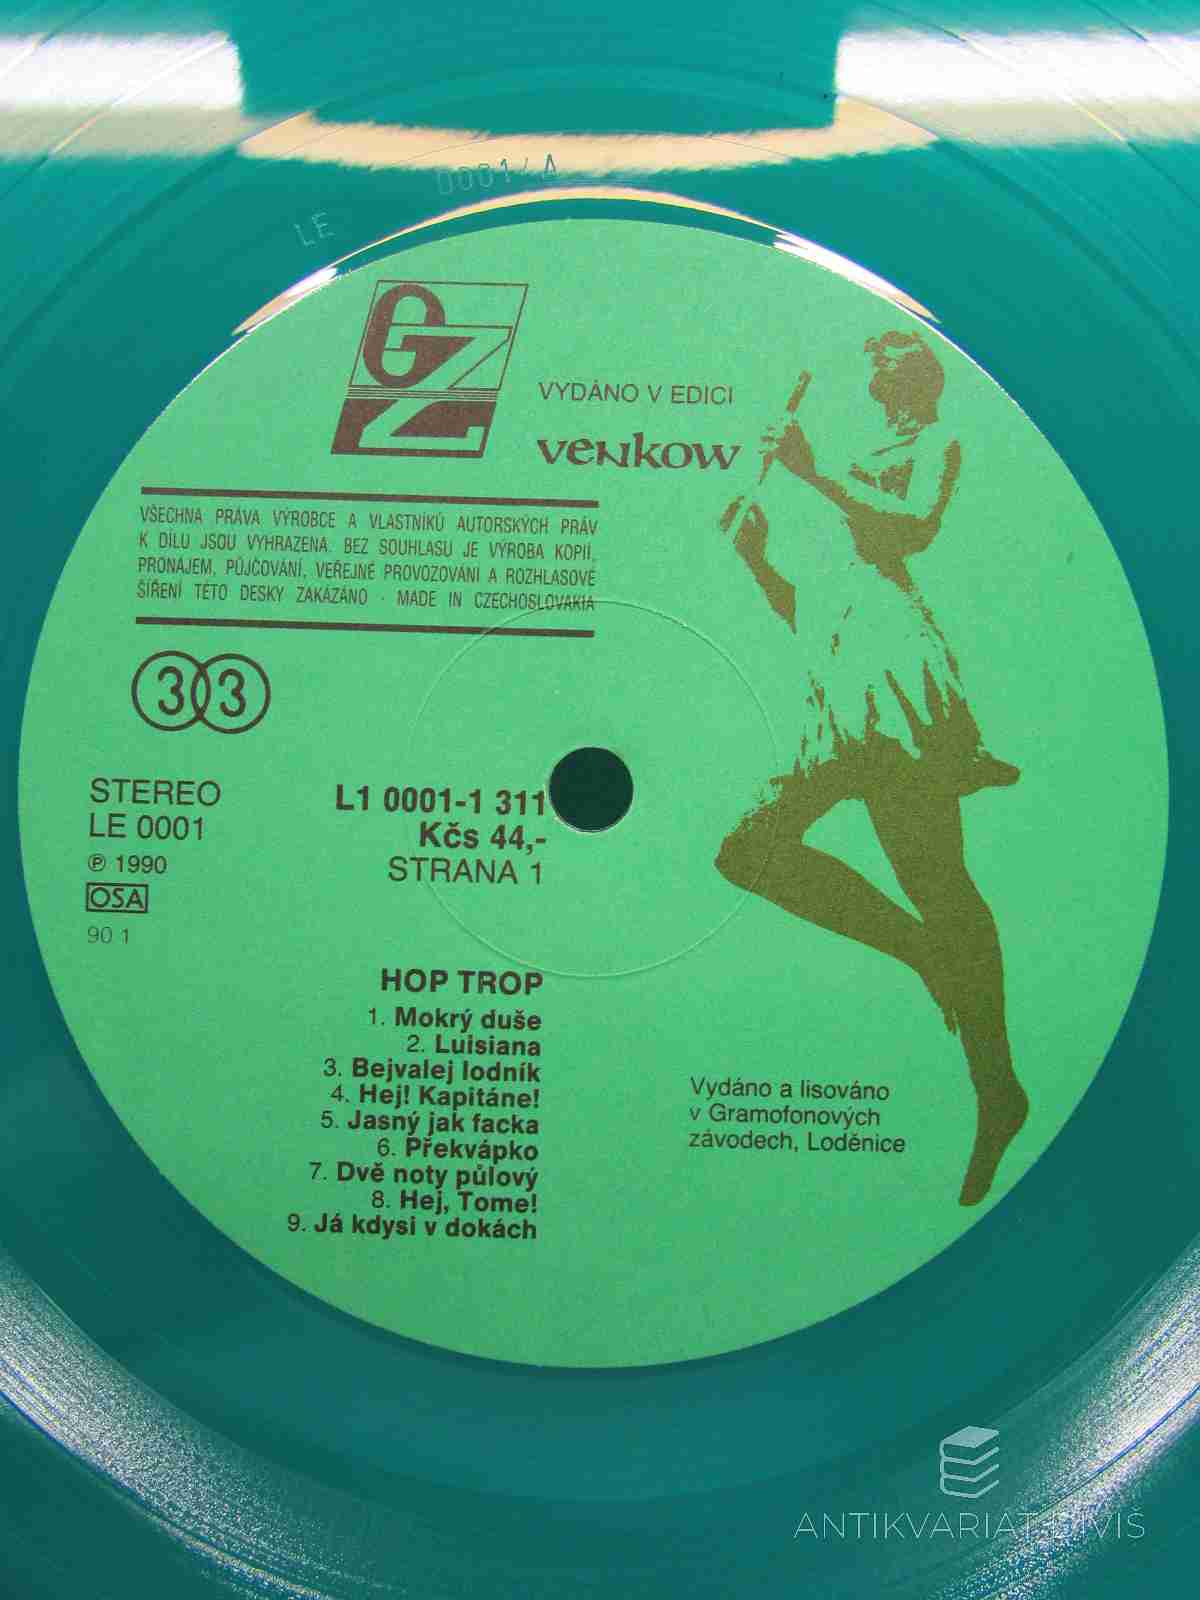 LE 0001/A
GZ
VYDÁNO V EDICI
venkow
VŠECHNA PRÁVA VÝROBCE A VLASTNÍKŮ AUTORSKÝCH PRÁV
K DÍLU JSOU VYHRAZENA. BEZ SOUHLASU JE VÝROBA KOPIÍ,
PRONÁJEM, PŮJČOVÁNÍ, VEŘEJNÉ PROVOZOVÁNÍ A ROZHLASOVÉ
ŠÍŘENÍ TÉTO DESKY ZAKÁZÁNO · MADE IN CZECHOSLOVAKIA
33
STEREO
LE 0001
℗ 1990
OSA
90 1
L1 0001-1 311
Kčs 44,-
STRANA 1
HOP TROP
1. Mokrý duše
2. Luisiana
3. Bejvalej lodník
4. Hej! Kapitáne!
5. Jasný jak facka
6. Překvápko
7. Dvě noty půlový
8. Hej, Tome!
9. Já kdysi v dokách
Vydáno a lisováno
v Gramofonových
závodech, Loděnice
ANTIKVARIAT DIVIŠ